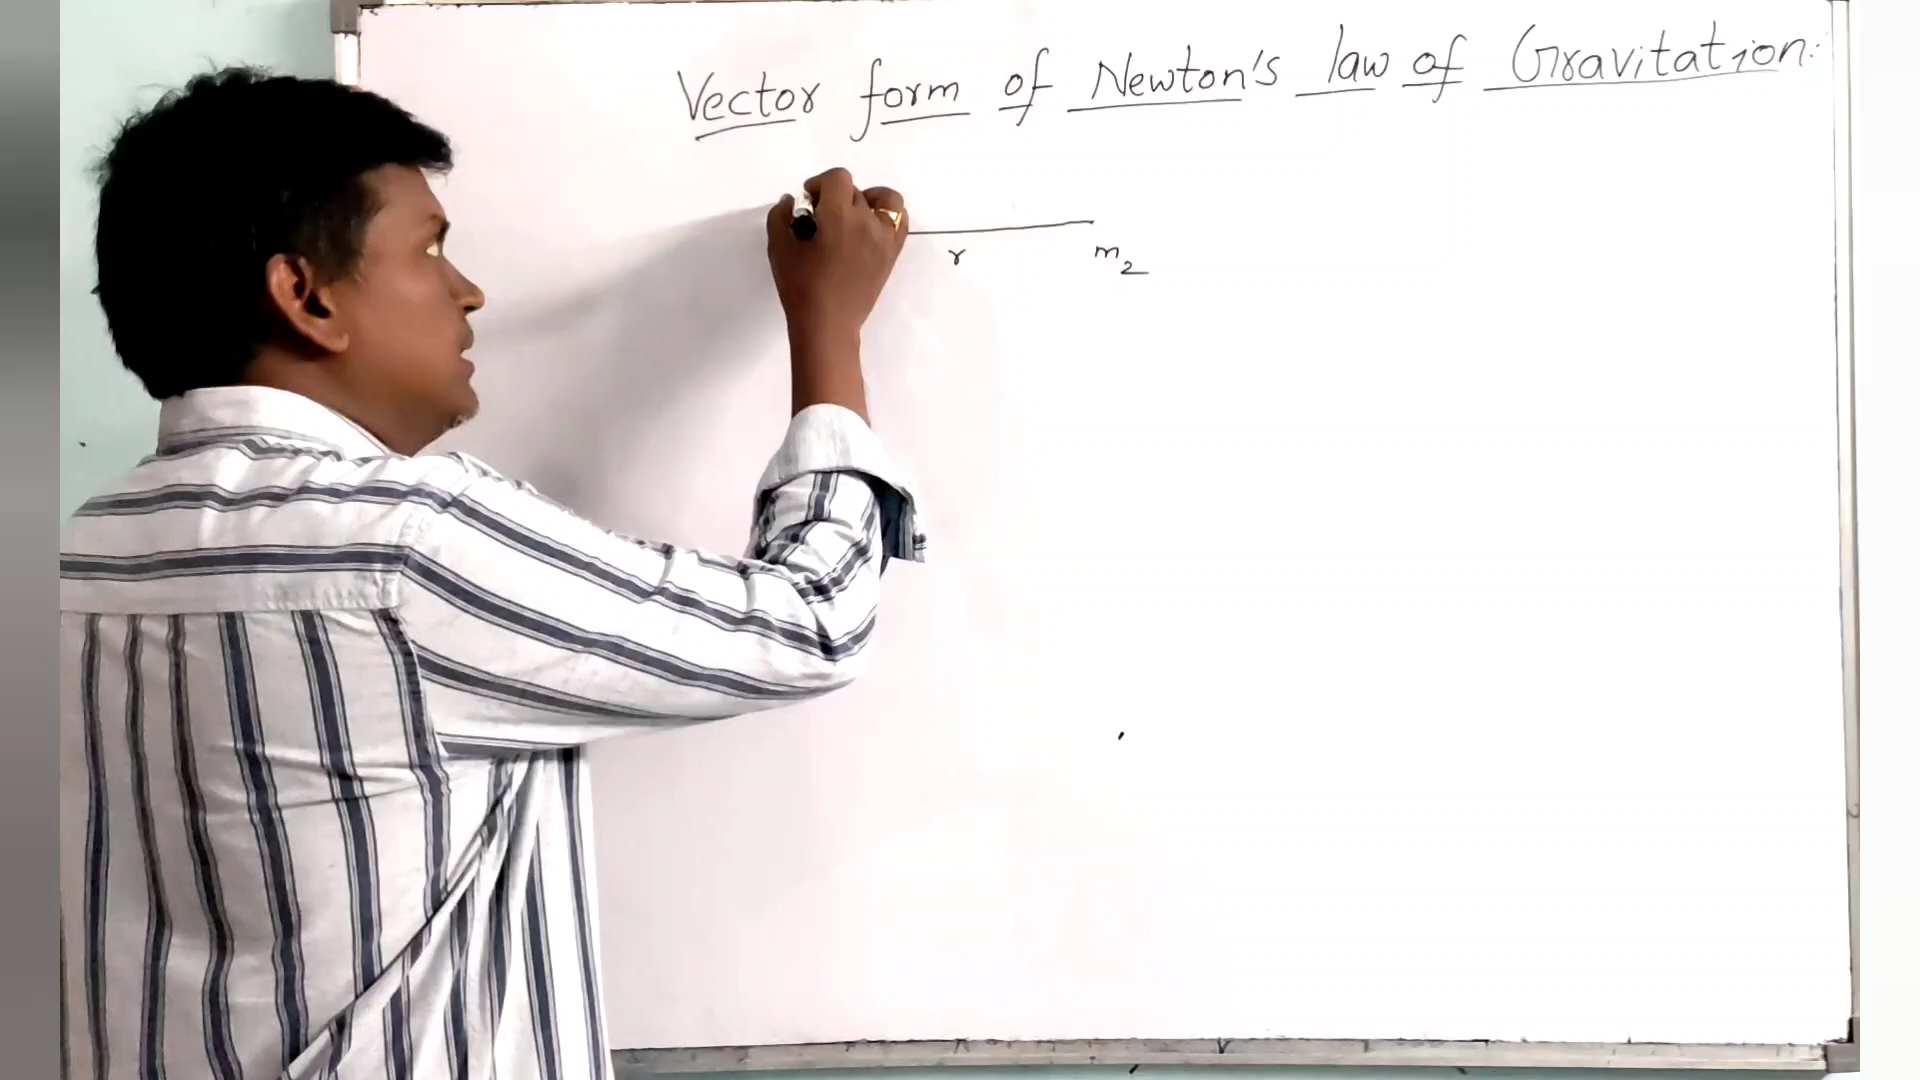 Vector form of Newton's law of Gravitation:
r
m₂